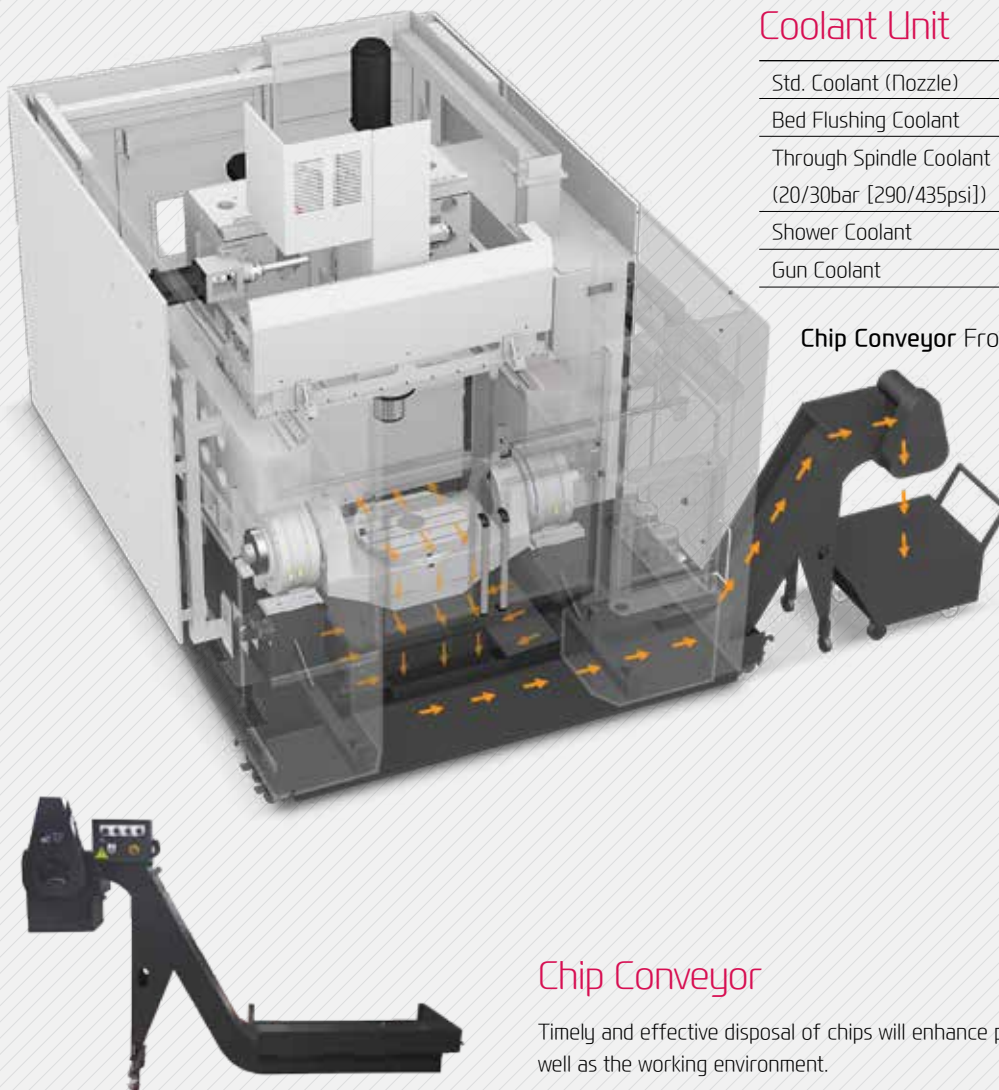 Coolant Unit
Std. Coolant (Nozzle)
Bed Flushing Coolant
Through Spindle Coolant
(20/30bar [290/435psi])
Shower Coolant
Gun Coolant
Chip Conveyor Fro
Chip Conveyor
Timely and effective disposal of chips will enhance p
well as the working environment.